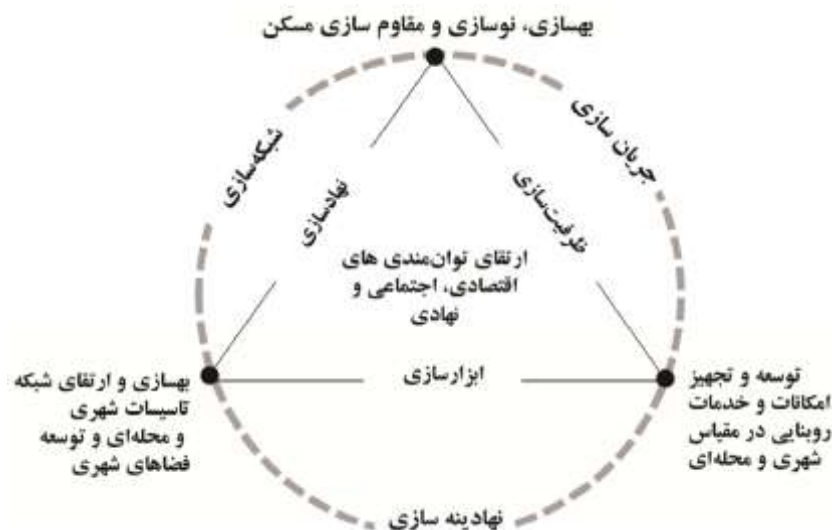 بهسازی، نوسازی و مقاوم سازی مسکن
جریان سازی
شبکه‌سازی
ظرفیت‌سازی
نهادسازی
ارتقای توان‌مندی های
اقتصادی، اجتماعی و
نهادی
ابزارسازی
توسعه و تجهیز
امکانات و خدمات
روبنایی در مقیاس
شهری و محله‌ای
بهسازی و ارتقای شبکه
تاسیسات شهری
و محله‌ای و توسعه
فضاهای شهری
نهادینه سازی